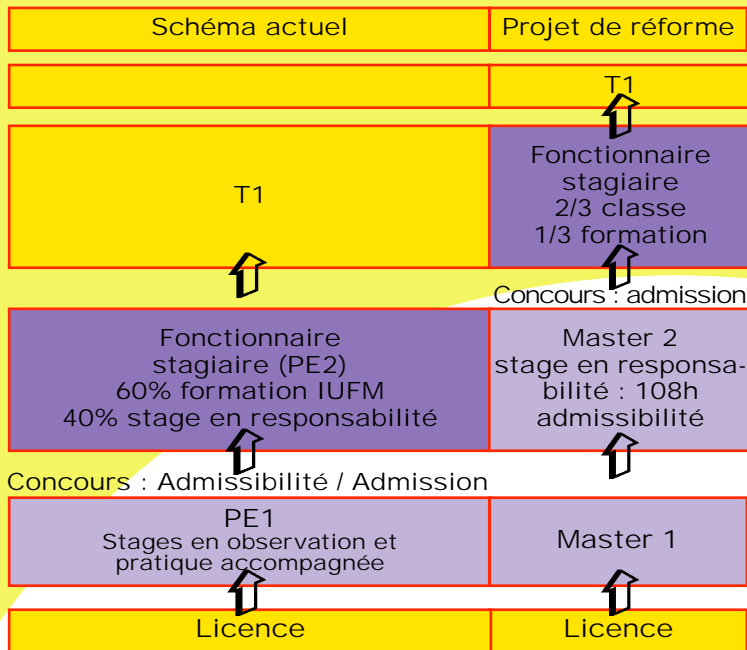 Schéma actuel
Projet de réforme
T1
T1
Fonctionnaire
stagiaire
2/3 classe
1/3 formation
Concours : admission
Fonctionnaire
stagiaire (PE2)
60% formation IUFM
40% stage en responsabilité
Master 2
stage en responsa-
bilité : 108h
admissibilité
Concours : Admissibilité / Admission
PE1
Stages en observation et
pratique accompagnée
Master 1
Licence
Licence